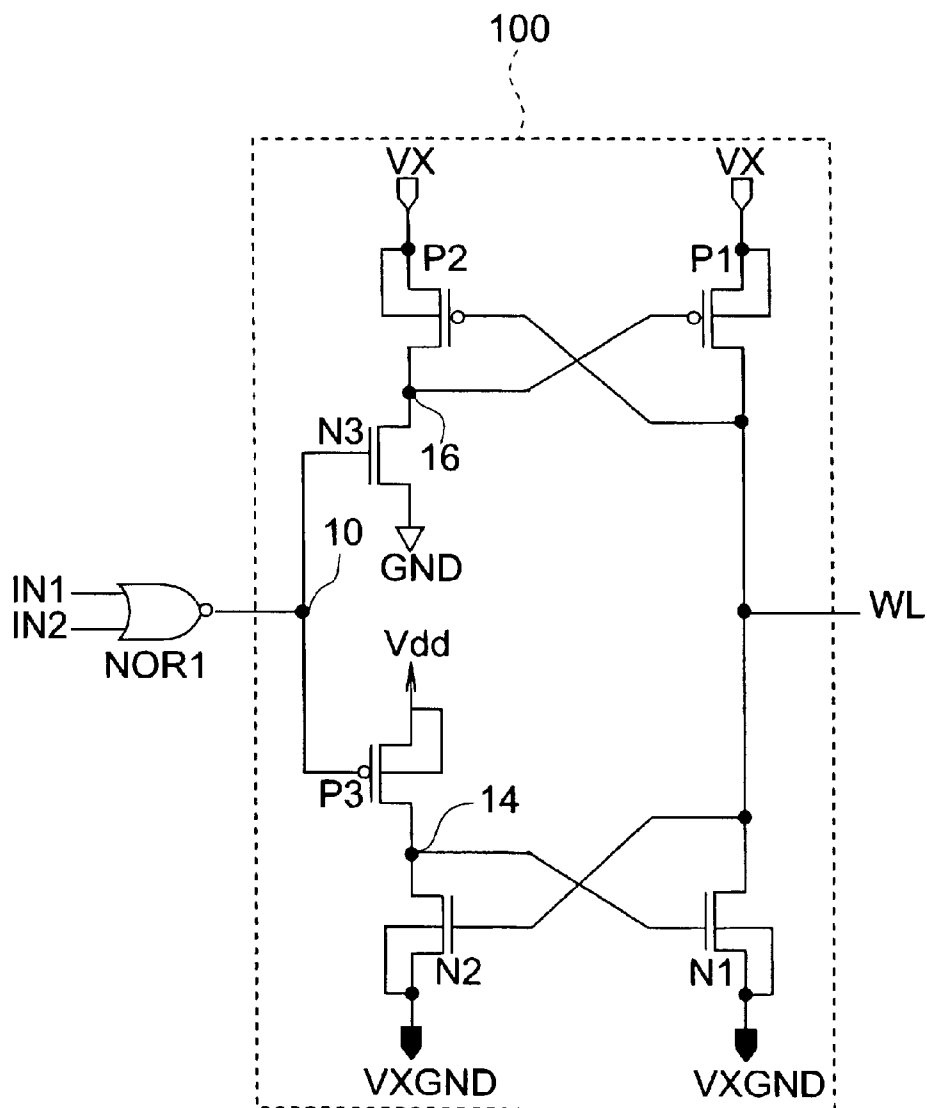 100
VX
VX
P2
P1
N3
16
10
GND
IN1
IN2
NOR1
WL
Vdd
P3
14
N2
N1
VXGND
VXGND